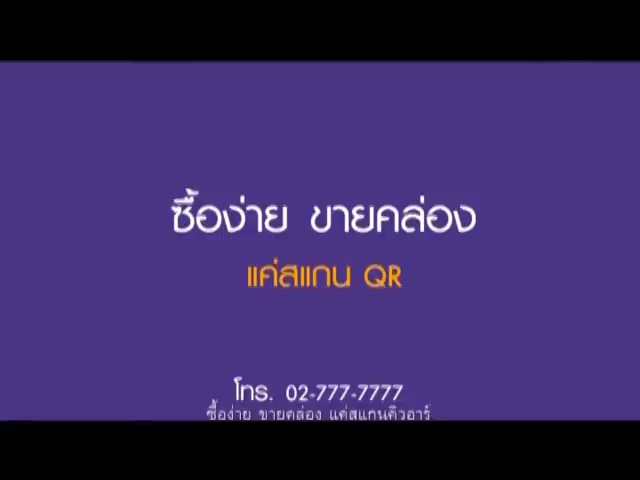 ซื้อง่าย ขายคล่อง
แค่สแกน QR
โทร. 02-777-7777
ซื้อง่าย ขายคล่อง แค่สแกนคิวอาร์